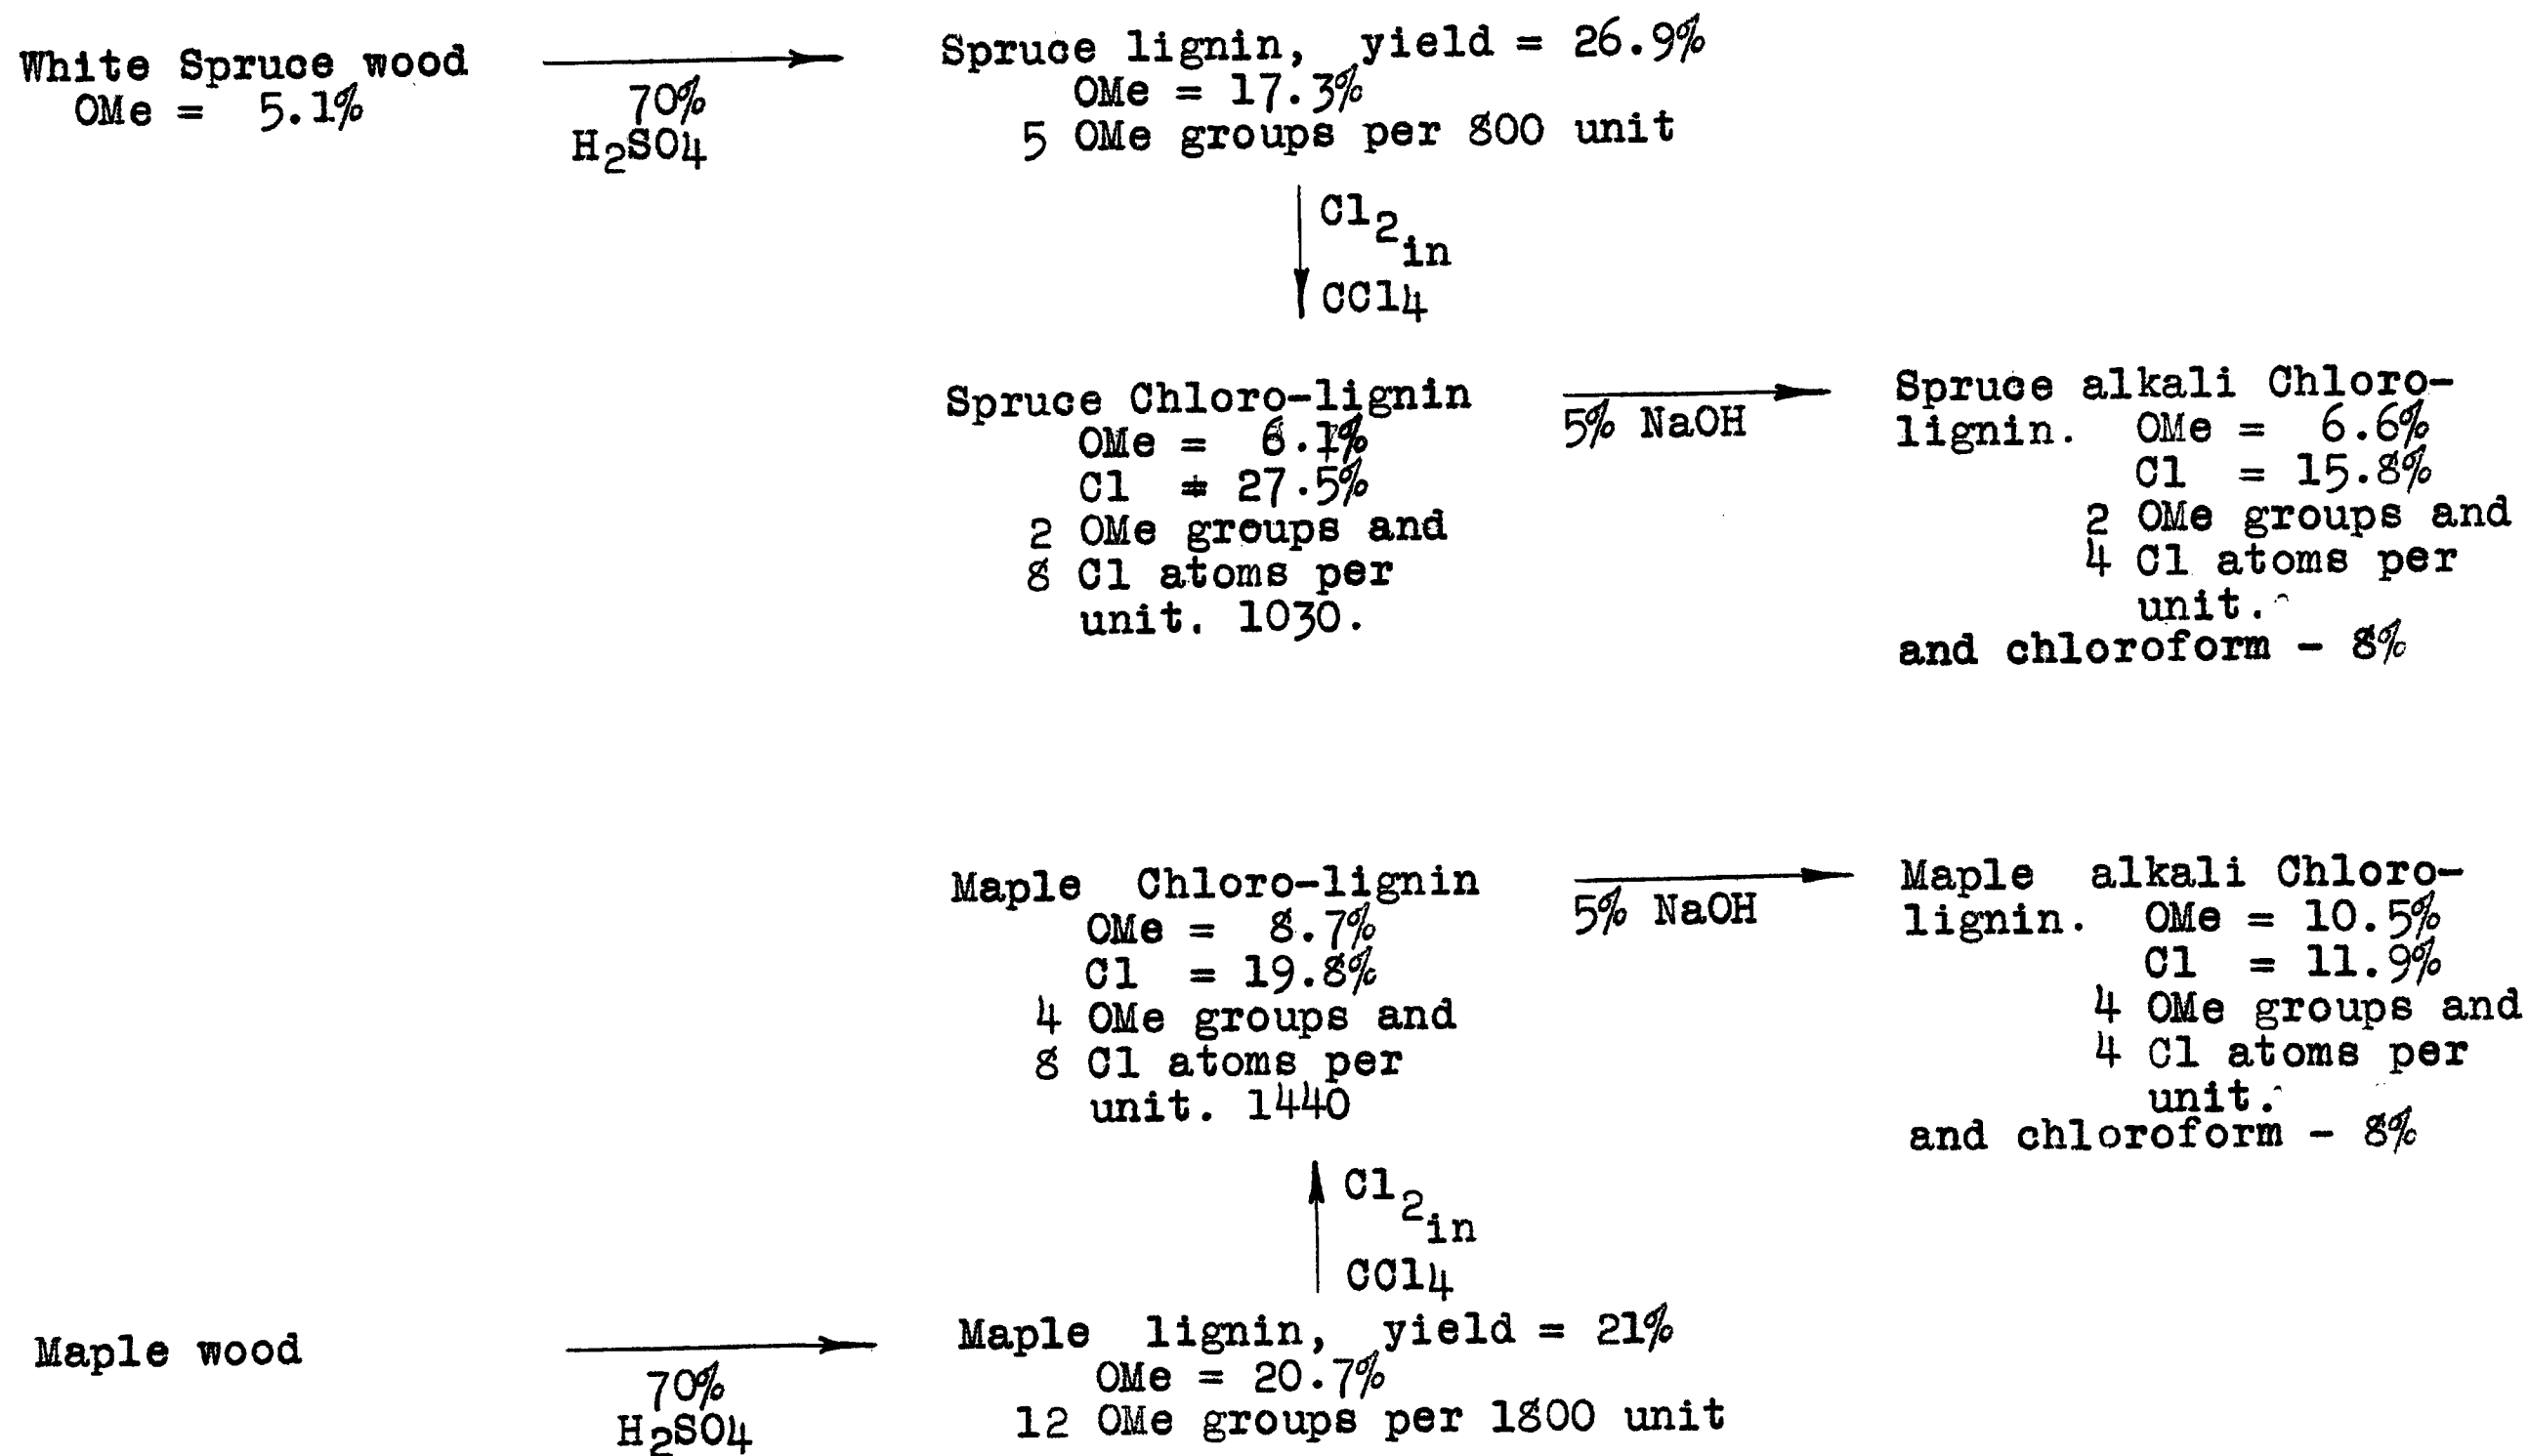 White Spruce wood
OMe = 5.1%
70%
H2SO4
Spruce lignin, yield = 26.9%
OMe = 17.3%
5 OMe groups per 800 unit
Cl2
in
CCl4
Spruce Chloro-lignin
OMe = 6.1%
Cl = 27.5%
2 OMe groups and
8 Cl atoms per
unit. 1030.
5% NaOH
Spruce alkali Chloro-
lignin. OMe = 6.6%
Cl = 15.8%
2 OMe groups and
4 Cl atoms per
unit.
and chloroform - 8%
Maple Chloro-lignin
OMe = 8.7%
Cl = 19.8%
4 OMe groups and
8 Cl atoms per
unit. 1440
5% NaOH
Maple alkali Chloro-
lignin. OMe = 10.5%
Cl = 11.9%
4 OMe groups and
4 Cl atoms per
unit.
and chloroform - 8%
Cl2
in
CCl4
Maple wood
70%
H2SO4
Maple lignin, yield = 21%
OMe = 20.7%
12 OMe groups per 1800 unit